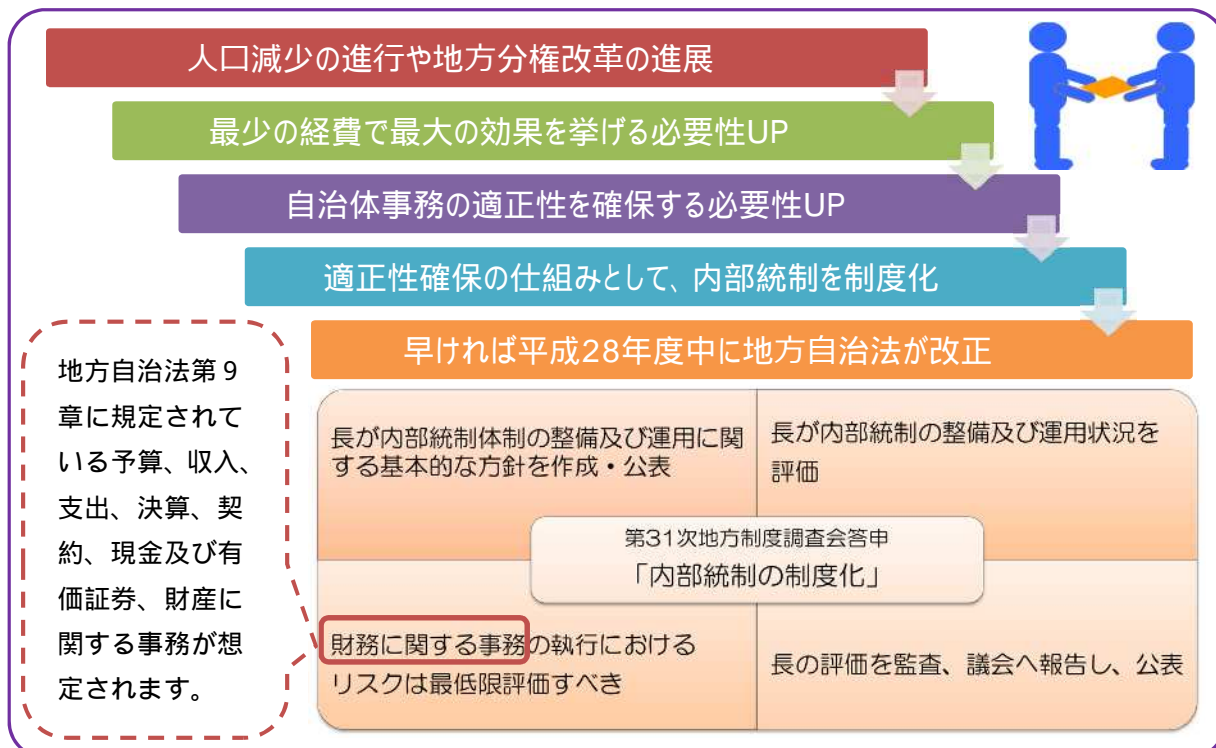 人口減少の進行や地方分権改革の進展
最少の経費で最大の効果を挙げる必要性UP
自治体事務の適正性を確保する必要性UP
適正性確保の仕組みとして、内部統制を制度化
早ければ平成28年度中に地方自治法が改正
地方自治法第9
章に規定されて
いる予算、収入、
支出、決算、契
約、現金及び有
価証券、財産に
関する事務が想
定されます。
長が内部統制体制の整備及び運用に関
する基本的な方針を作成・公表
長が内部統制の整備及び運用状況を
評価
第31次地方制度調査会答申
「内部統制の制度化」
財務に関する事務の執行における
リスクは最低限評価すべき
長の評価を監査、議会へ報告し、公表